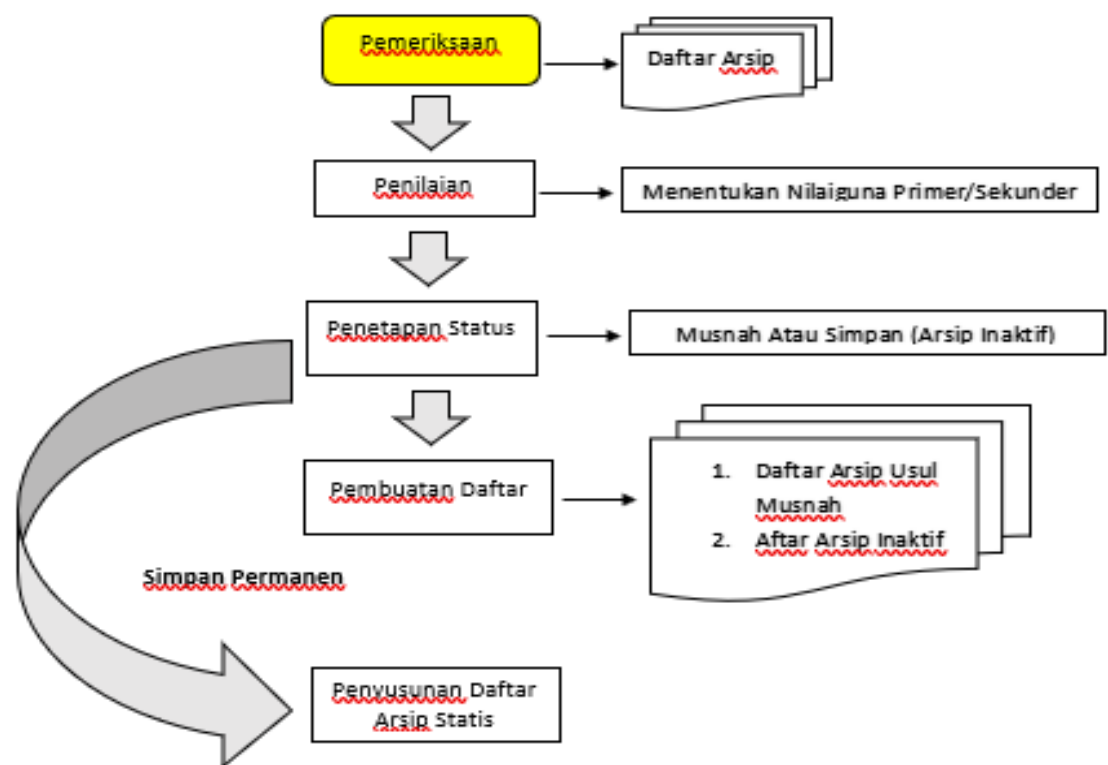 Pemeriksaan
Daftar Arsip
Penilaian
Menentukan Nilaiguna Primer/Sekunder
Penetapan Status
Musnah Atau Simpan (Arsip Inaktif)
Pembuatan Daftar
1. Daftar Arsip Usul
Musnah
2. Aftar Arsip Inaktif
Simpan Permanen
Penyusunan Daftar
Arsip Statis